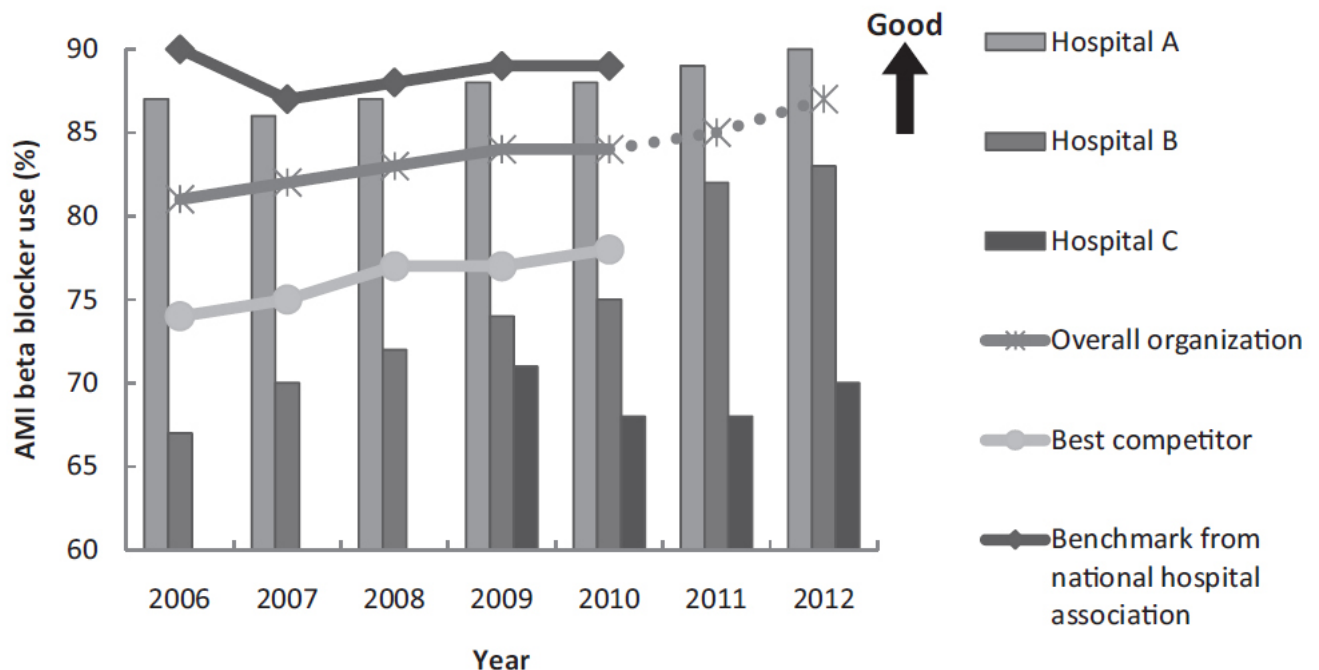 Good
90
85
80
75
70
65
60
AMI beta blocker use (%)
2006 2007 2008 2009 2010 2011 2012
Year
Hospital A
Hospital B
Hospital C
Overall organization
Best competitor
Benchmark from
national hospital
association